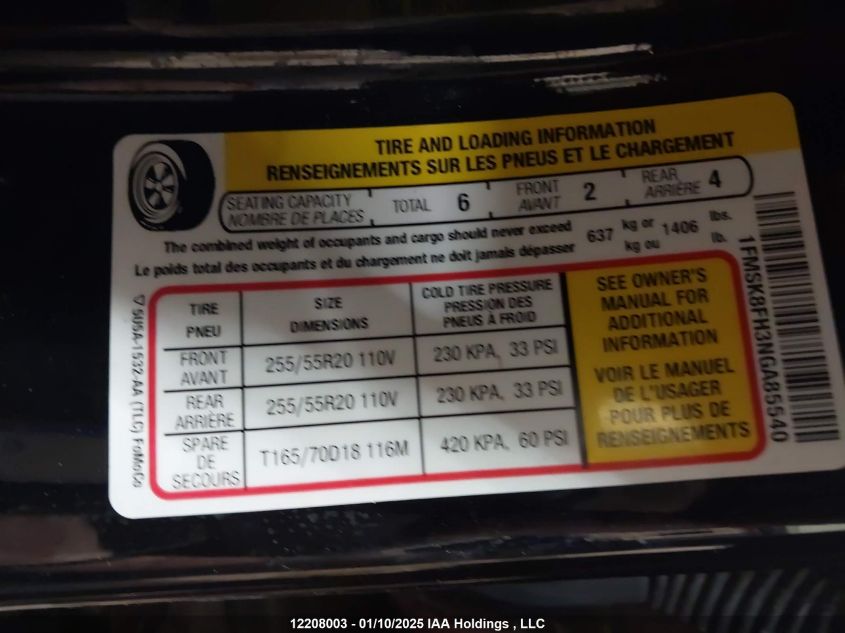 TIRE AND LOADING INFORMATION
RENSEIGNEMENTS SUR LES PNEUS ET LE CHARGEMENT
SEATING CAPACITY
NOMBRE DE PLACES
TOTAL 6
FRONT
AVANT
2
REAR
ARRIÈRE
4
The combined weight of occupants and cargo should never exceed
Le poids total des occupants et du chargement ne doit jamais dépasser
637
kg or
kg ou
1406
lbs.
lb.
TIRE
PNEU
SIZE
DIMENSIONS
COLD TIRE PRESSURE
PRESSION DES
PNEUS À FROID
FRONT
AVANT
255/55R20 110V
230 KPA, 33 PSI
REAR
ARRIÈRE
255/55R20 110V
230 KPA, 33 PSI
SPARE
DE
SECOURS
T165/70D18 116M
420 KPA, 60 PSI
SEE OWNER'S
MANUAL FOR
ADDITIONAL
INFORMATION
VOIR LE MANUEL
DE L'USAGER
POUR PLUS DE
RENSEIGNEMENTS
1FMSK8FH3NGA85540
5U5A-1532-AA (TLG) FoMoCo
12208003 - 01/10/2025 IAA Holdings , LLC